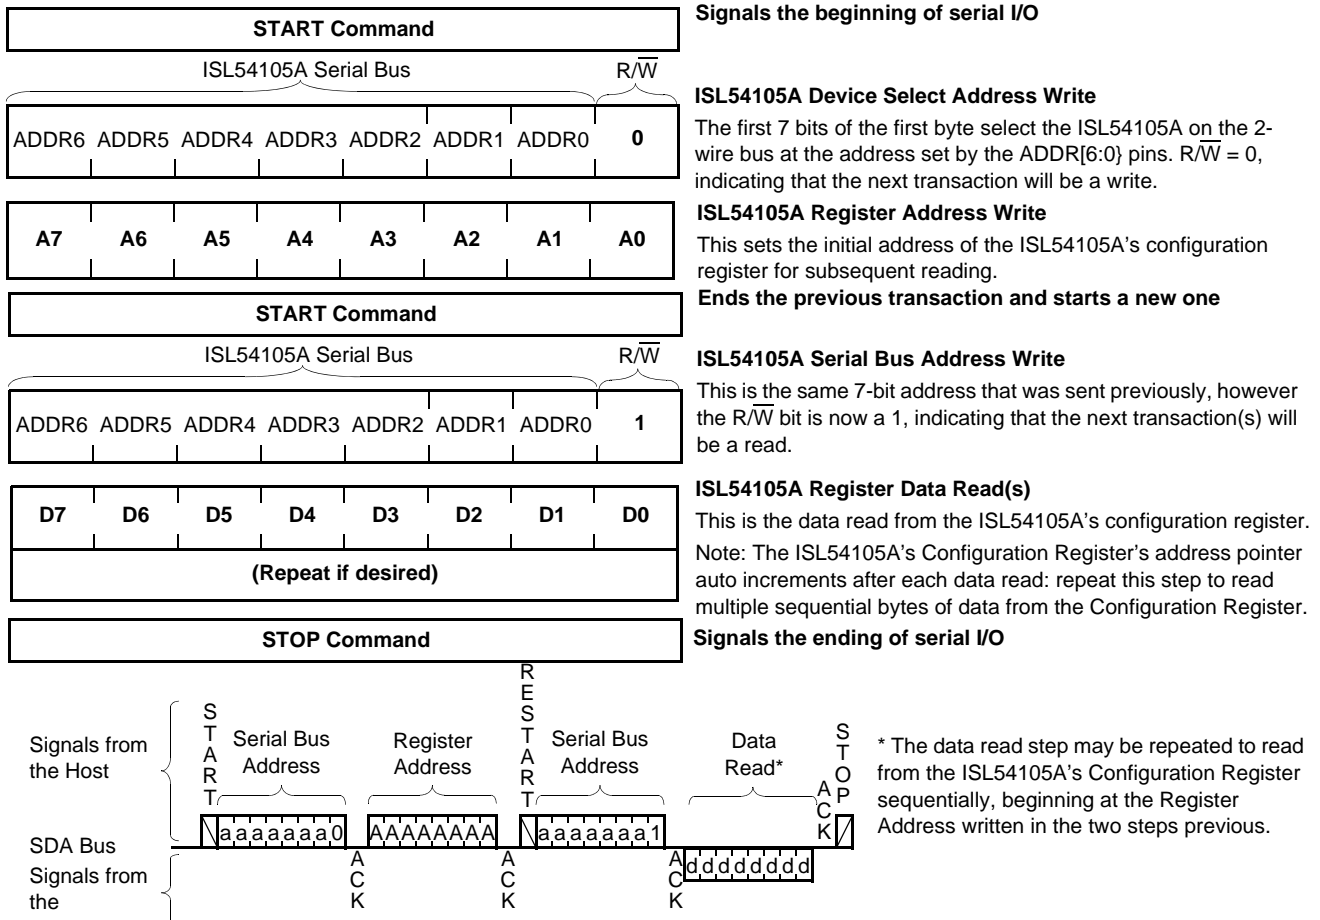 START Command
Signals the beginning of serial I/O
ISL54105A Serial Bus
R/W
ADDR6 ADDR5 ADDR4 ADDR3 ADDR2 ADDR1 ADDR0 0
ISL54105A Device Select Address Write
The first 7 bits of the first byte select the ISL54105A on the 2-
wire bus at the address set by the ADDR[6:0} pins. R/W = 0,
indicating that the next transaction will be a write.
A7 A6 A5 A4 A3 A2 A1 A0
ISL54105A Register Address Write
This sets the initial address of the ISL54105A's configuration
register for subsequent reading.
START Command
Ends the previous transaction and starts a new one
ISL54105A Serial Bus
R/W
ADDR6 ADDR5 ADDR4 ADDR3 ADDR2 ADDR1 ADDR0 1
ISL54105A Serial Bus Address Write
This is the same 7-bit address that was sent previously, however
the R/W bit is now a 1, indicating that the next transaction(s) will
be a read.
D7 D6 D5 D4 D3 D2 D1 D0
(Repeat if desired)
ISL54105A Register Data Read(s)
This is the data read from the ISL54105A's configuration register.
Note: The ISL54105A's Configuration Register's address pointer
auto increments after each data read: repeat this step to read
multiple sequential bytes of data from the Configuration Register.
STOP Command
Signals the ending of serial I/O
Signals from
the Host
START
Serial Bus
Address
Register
Address
RESTART
Serial Bus
Address
Data
Read*
ACK
STOP
* The data read step may be repeated to read
from the ISL54105A's Configuration Register
sequentially, beginning at the Register
Address written in the two steps previous.
SDA Bus
a a a a a a a 0
A A A A A A A A
a a a a a a a 1
Signals from
the
ACK
ACK
ACK
d d d d d d d d